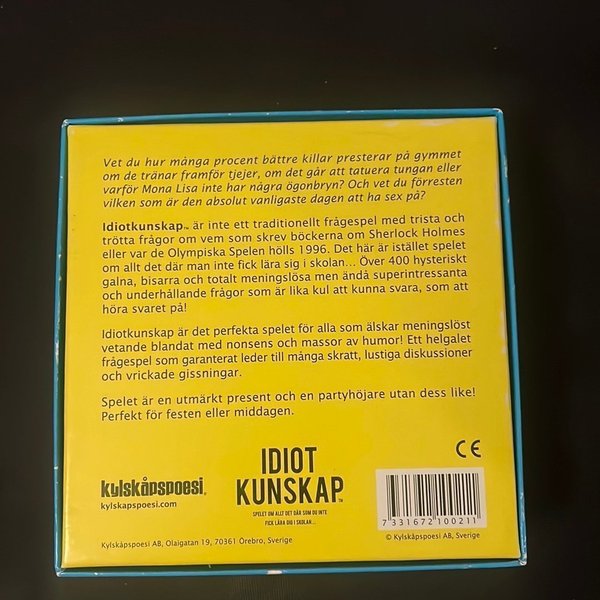 Vet du hur många procent bättre killar presterar på gymmet
om de tränar framför tjejer, om det går att tatuera tungan eller
varför Mona Lisa inte har några ögonbryn? Och vet du förresten
vilken som är den absolut vanligaste dagen att ha sex på?
Idiotkunskap™ är inte ett traditionellt frågespel med trista och
trötta frågor om vem som skrev böckerna om Sherlock Holmes
eller var de Olympiska Spelen hölls 1996. Det här är istället spelet
om allt det där man inte fick lära sig i skolan... Över 400 hysteriskt
galna, bisarra och totalt meningslösa men ändå superintressanta
och underhållande frågor som är lika kul att kunna svara, som att
höra svaret på!
Idiotkunskap är det perfekta spelet för alla som älskar meningslöst
vetande blandat med nonsens och massor av humor! Ett helgalet
frågespel som garanterat leder till många skratt, lustiga diskussioner
och vrickade gissningar.
Spelet är en utmärkt present och en partyhöjare utan dess like!
Perfekt för festen eller middagen.
CE
kylskåpspoesi®
kylskapspoesi.com
IDIOT
KUNSKAP™
SPELET OM ALLT DET DÄR SOM DU INTE
FICK LÄRA DIG I SKOLAN...
7 331672 100211
Kylskåpspoesi AB, Olaigatan 19, 70361 Örebro, Sverige
© Kylskåpspoesi AB, Sverige